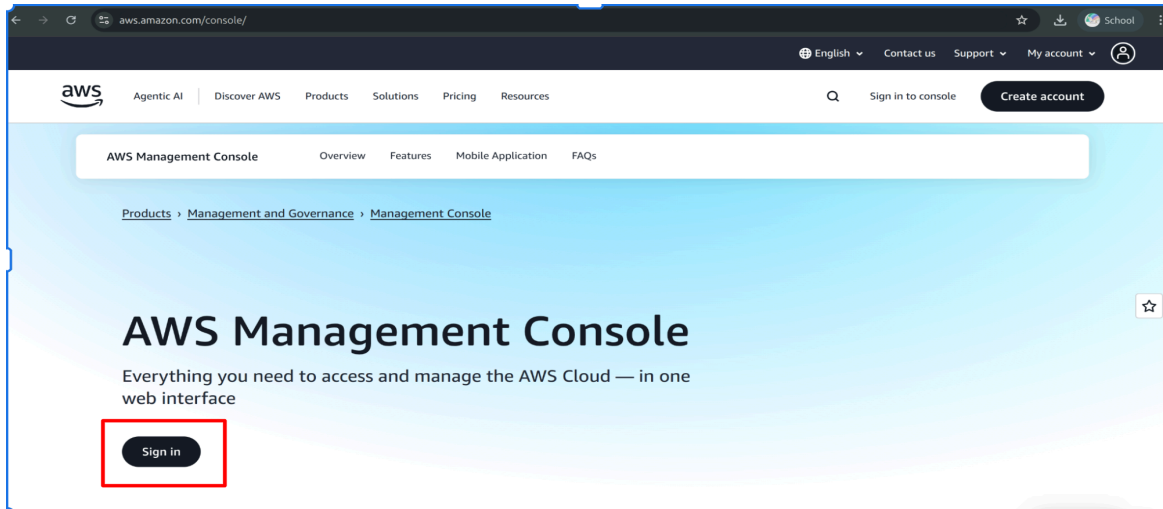 aws.amazon.com/console/ School
English Contact us Support My account
aws Agentic AI Discover AWS Products Solutions Pricing Resources Sign in to console Create account
AWS Management Console Overview Features Mobile Application FAQs
Products › Management and Governance › Management Console
AWS Management Console
Everything you need to access and manage the AWS Cloud — in one
web interface
Sign in